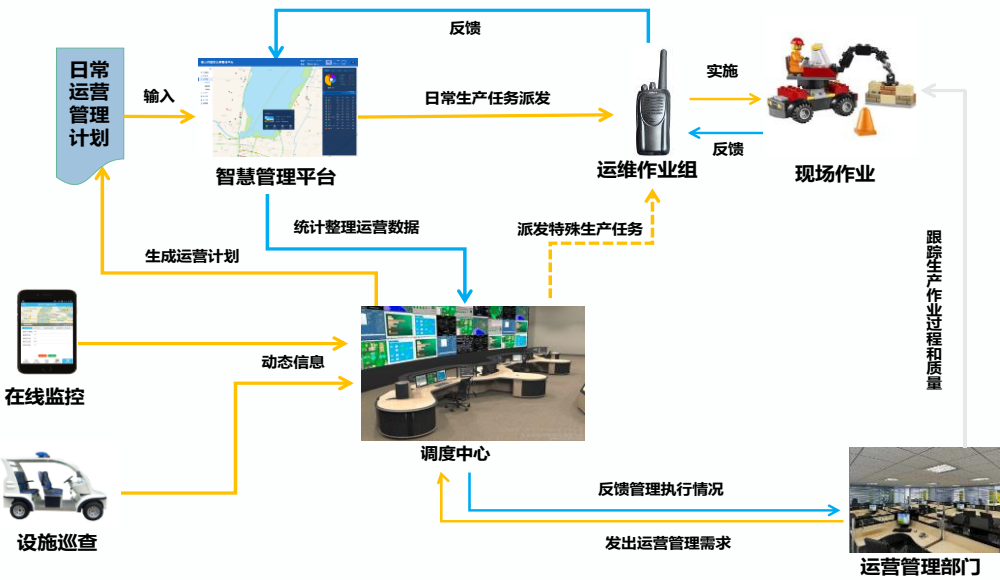 反馈
日常
运营
管理
计划
输入
日常生产任务派发
实施
反馈
智慧管理平台
运维作业组
现场作业
统计整理运营数据
派发特殊生产任务
生成运营计划
跟踪生产作业过程和质量
动态信息
在线监控
调度中心
反馈管理执行情况
设施巡查
发出运营管理需求
运营管理部门